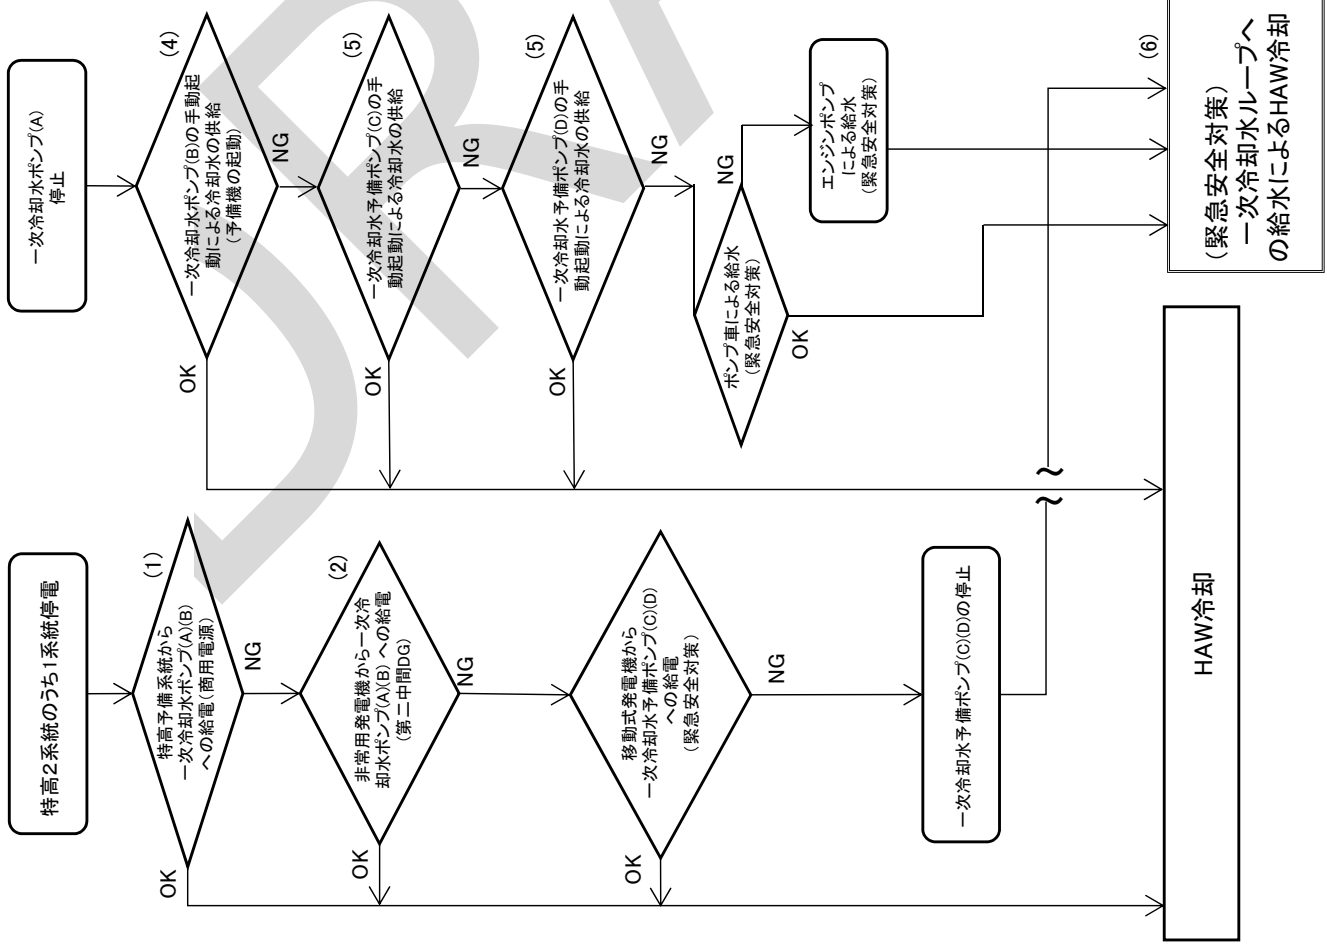 特高2系統のうち1系統停電
(1)
特高予備系統から
一次冷却水ポンプ(A)(B)
への給電(商用電源)
OK
NG
(2)
非常用発電機から一次冷
却水ポンプ(A)(B) への給電
(第二中間DG)
OK
NG
移動式発電機から
一次冷却水予備ポンプ(C)(D)
への給電
(緊急安全対策)
OK
NG
一次冷却水予備ポンプ(C)(D)の停止
~
~
HAW冷却
一次冷却水ポンプ(A)
停止
(4)
一次冷却水ポンプ(B)の手動起
動による冷却水の供給
(予備機の起動)
OK
NG
(5)
一次冷却水予備ポンプ(C)の手
動起動による冷却水の供給
OK
NG
(5)
一次冷却水予備ポンプ(D)の手
動起動による冷却水の供給
OK
NG
ポンプ車による給水
(緊急安全対策)
OK
NG
エンジンポンプ
による給水
(緊急安全対策)
(6)
(緊急安全対策)
一次冷却水ループへ
の給水によるHAW冷却
DRA